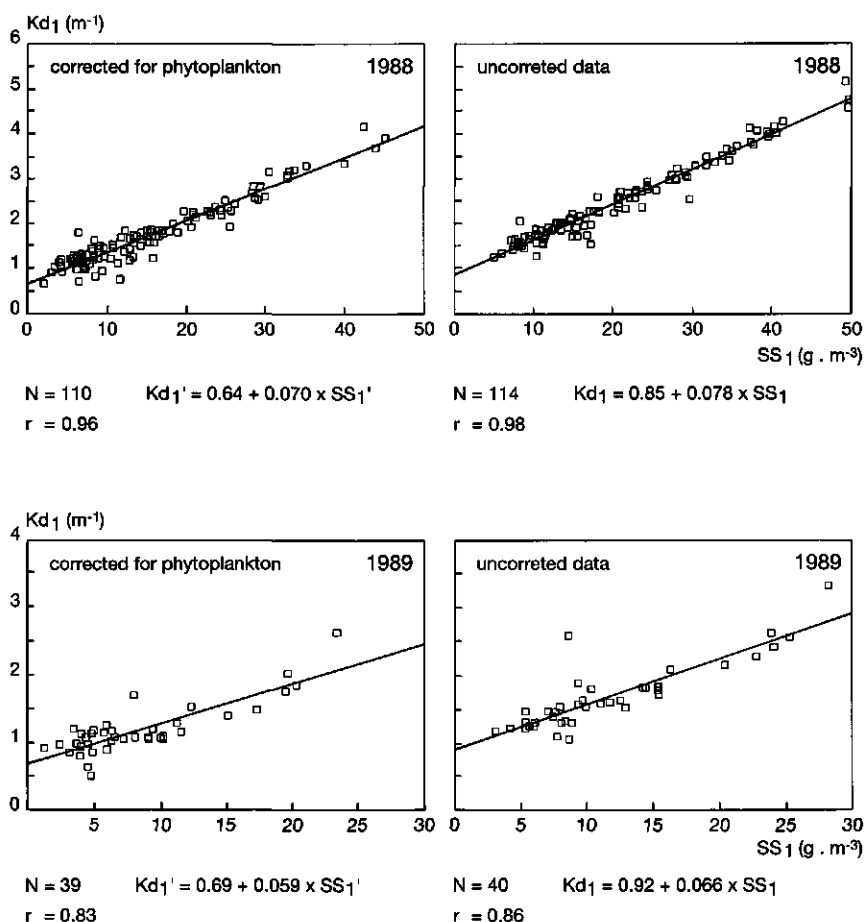 Kd1 (m-1)
corrected for phytoplankton 1988
uncorreted data 1988
6
5
4
3
2
1
0
0 10 20 30 40 50
0 10 20 30 40 50
SS1 (g . m-3)
N = 110 Kd1' = 0.64 + 0.070 x SS1'
r = 0.96
N = 114 Kd1 = 0.85 + 0.078 x SS1
r = 0.98
Kd1 (m-1)
corrected for phytoplankton 1989
uncorreted data 1989
4
3
2
1
0
5 10 15 20 25 30
0 5 10 15 20 25 30
SS1 (g . m-3)
N = 39 Kd1' = 0.69 + 0.059 x SS1'
r = 0.83
N = 40 Kd1 = 0.92 + 0.066 x SS1
r = 0.86